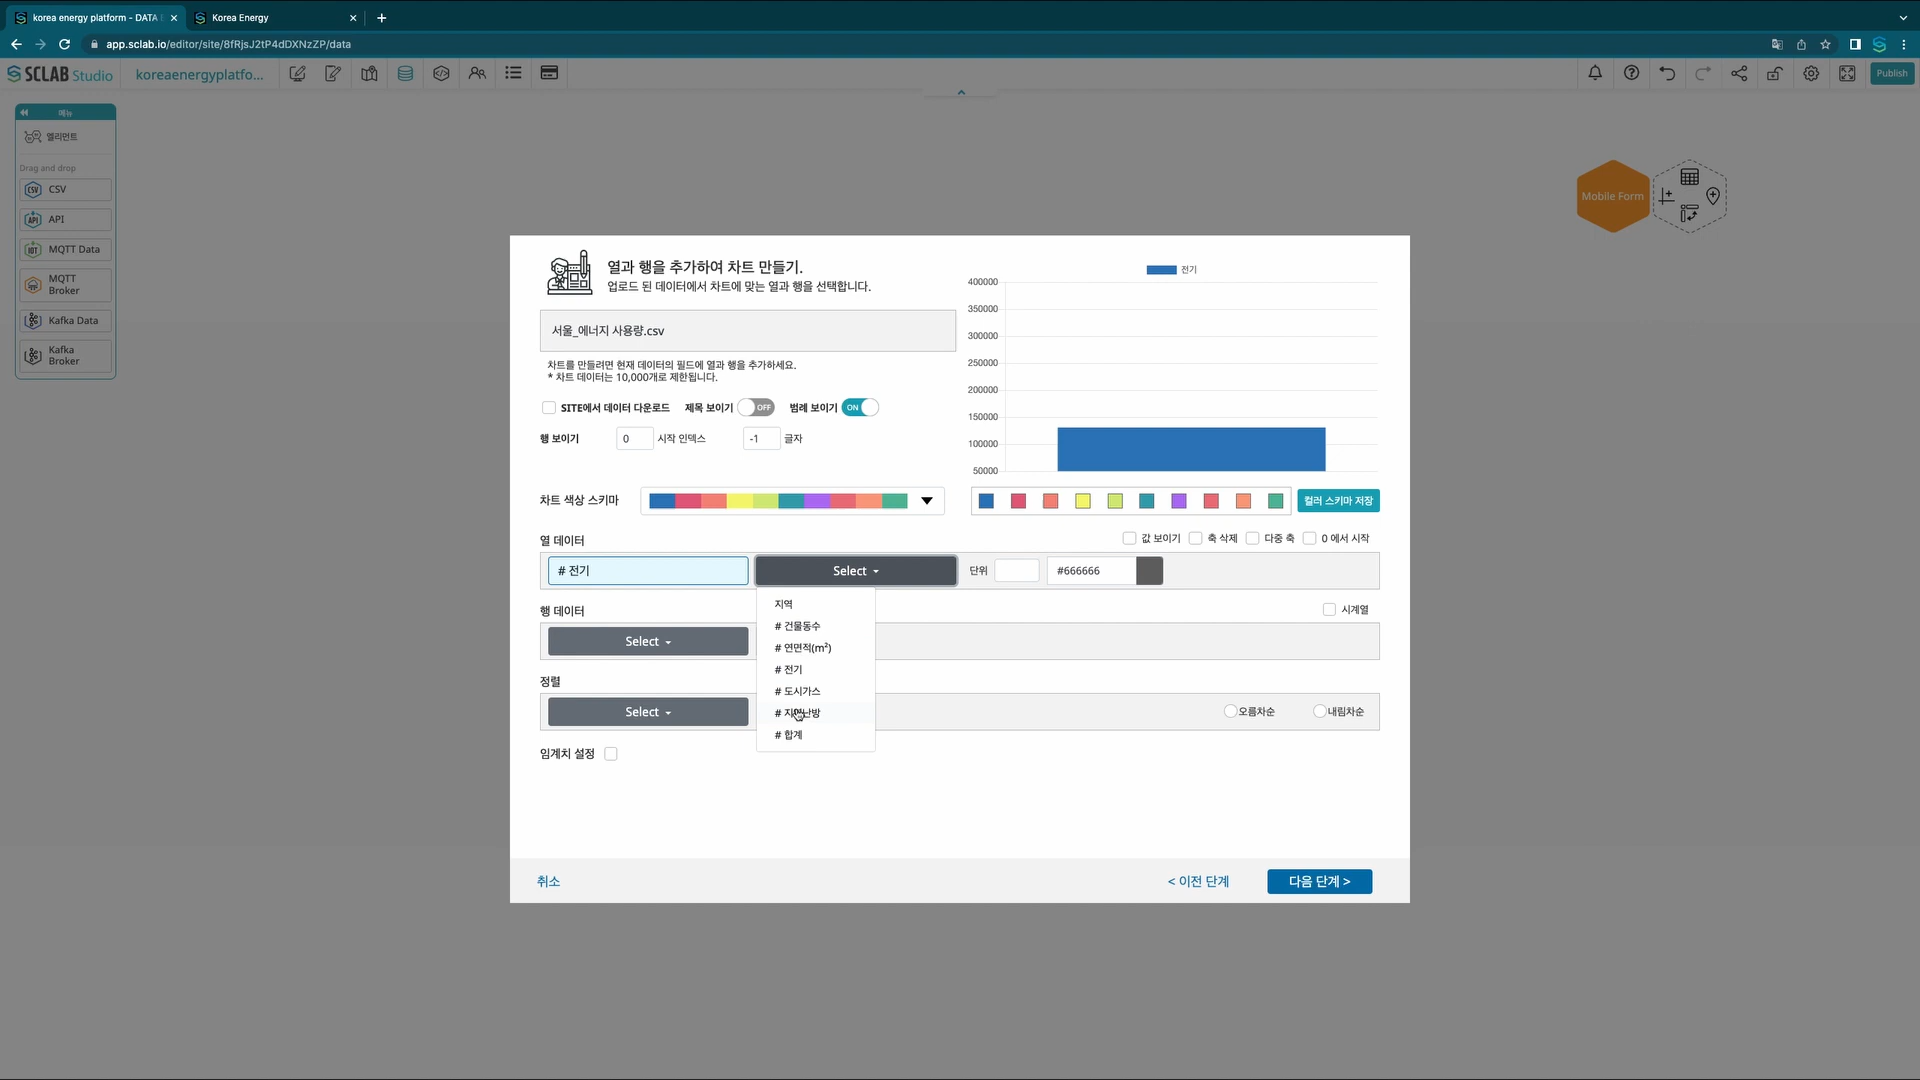 korea energy platform - DATA
Korea Energy
app.sclab.io/editor/site/8fRjsJ2tP4dDXNzZP/data
SCLAB Studio
koreaenergyplatfo...
Publish
메뉴
엘리먼트
Drag and drop
CSV
CSV
API
API
IOT
MQTT Data
MQTT
Broker
Kafka Data
Kafka
Broker
Mobile Form
열과 행을 추가하여 차트 만들기.
업로드 된 데이터에서 차트에 맞는 열과 행을 선택합니다.
서울_에너지 사용량.csv
차트를 만들려면 현재 데이터의 필드에 열과 행을 추가하세요.
* 차트 데이터는 10,000개로 제한됩니다.
SITE에서 데이터 다운로드 제목 보이기 OFF 범례 보이기 ON
행 보이기 0 시작 인덱스 -1 글자
전기
400000
350000
300000
250000
200000
150000
100000
50000
차트 색상 스키마
컬러 스키마 저장
열 데이터
값 보이기 축 삭제 다중 축 0 에서 시작
# 전기 Select 단위 #666666
지역
# 건물동수
# 연면적(m²)
# 전기
# 도시가스
# 합계
행 데이터 시계열
Select
정렬
Select 오름차순 내림차순
임계치 설정
취소 < 이전 단계 다음 단계 >